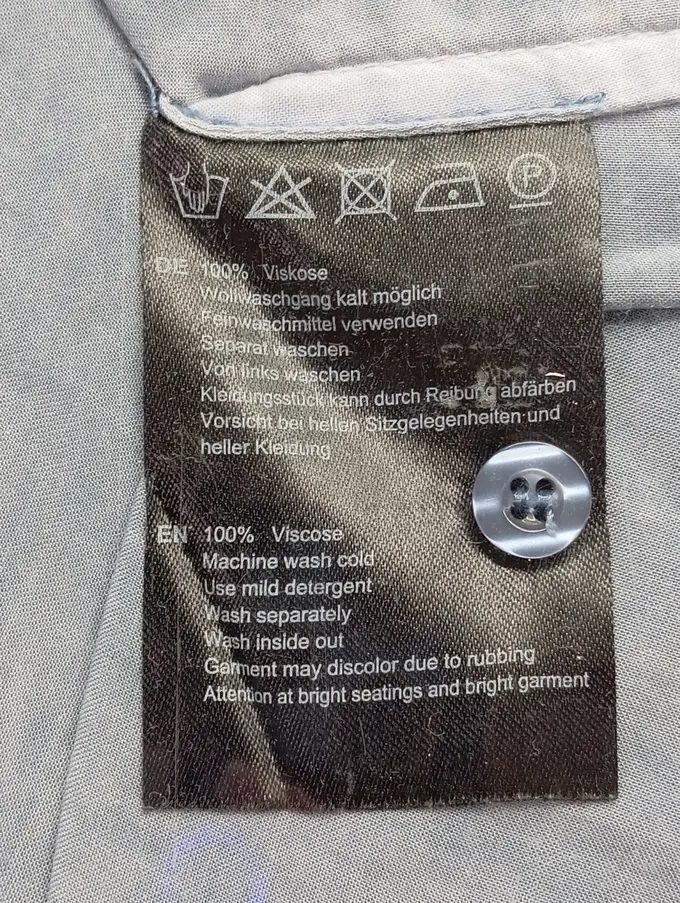 P
DE 100% Viskose
Wollwaschgang kalt möglich
Feinwaschmittel verwenden
Separat waschen
Von links waschen
Kleidungsstück kann durch Reibung abfärben
Vorsicht bei hellen Sitzgelegenheiten und
heller Kleidung
EN 100% Viscose
Machine wash cold
Use mild detergent
Wash separately
Wash inside out
Garment may discolor due to rubbing
Attention at bright seatings and bright garment